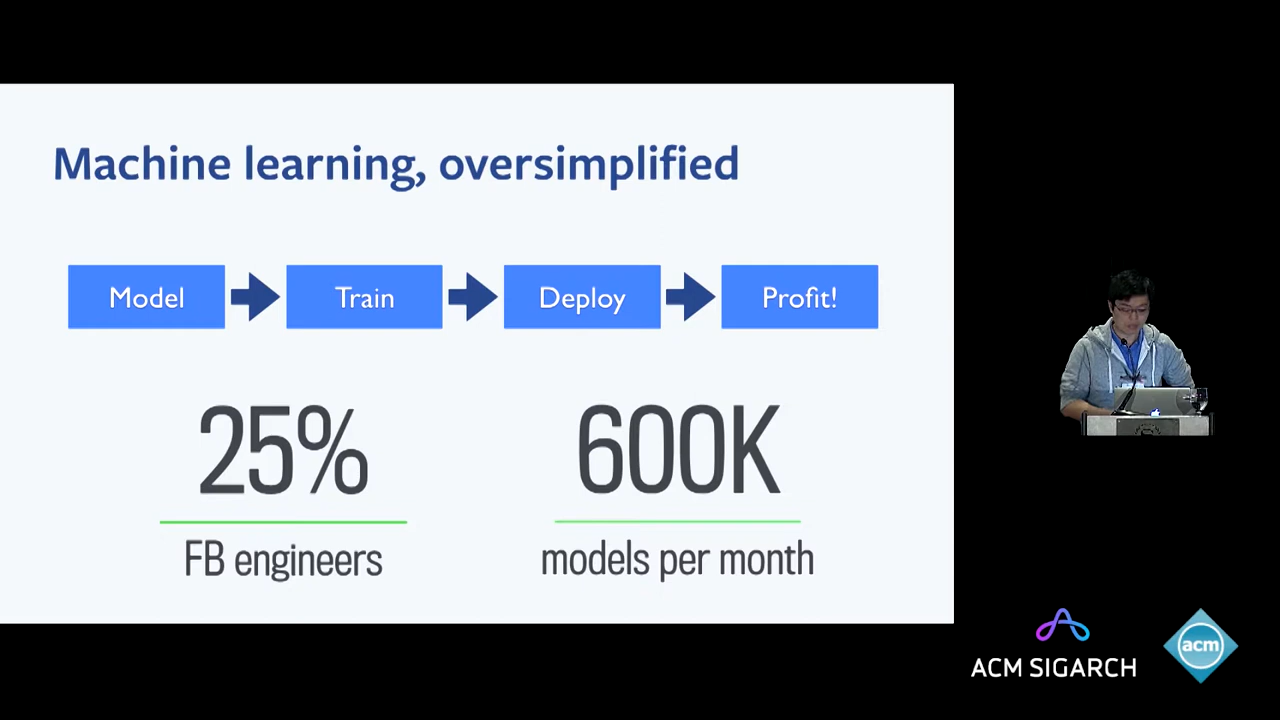 Machine learning, oversimplified
Model
Train
Deploy
Profit!
25%
600K
FB engineers
models per month
ACM SIGARCH
acm